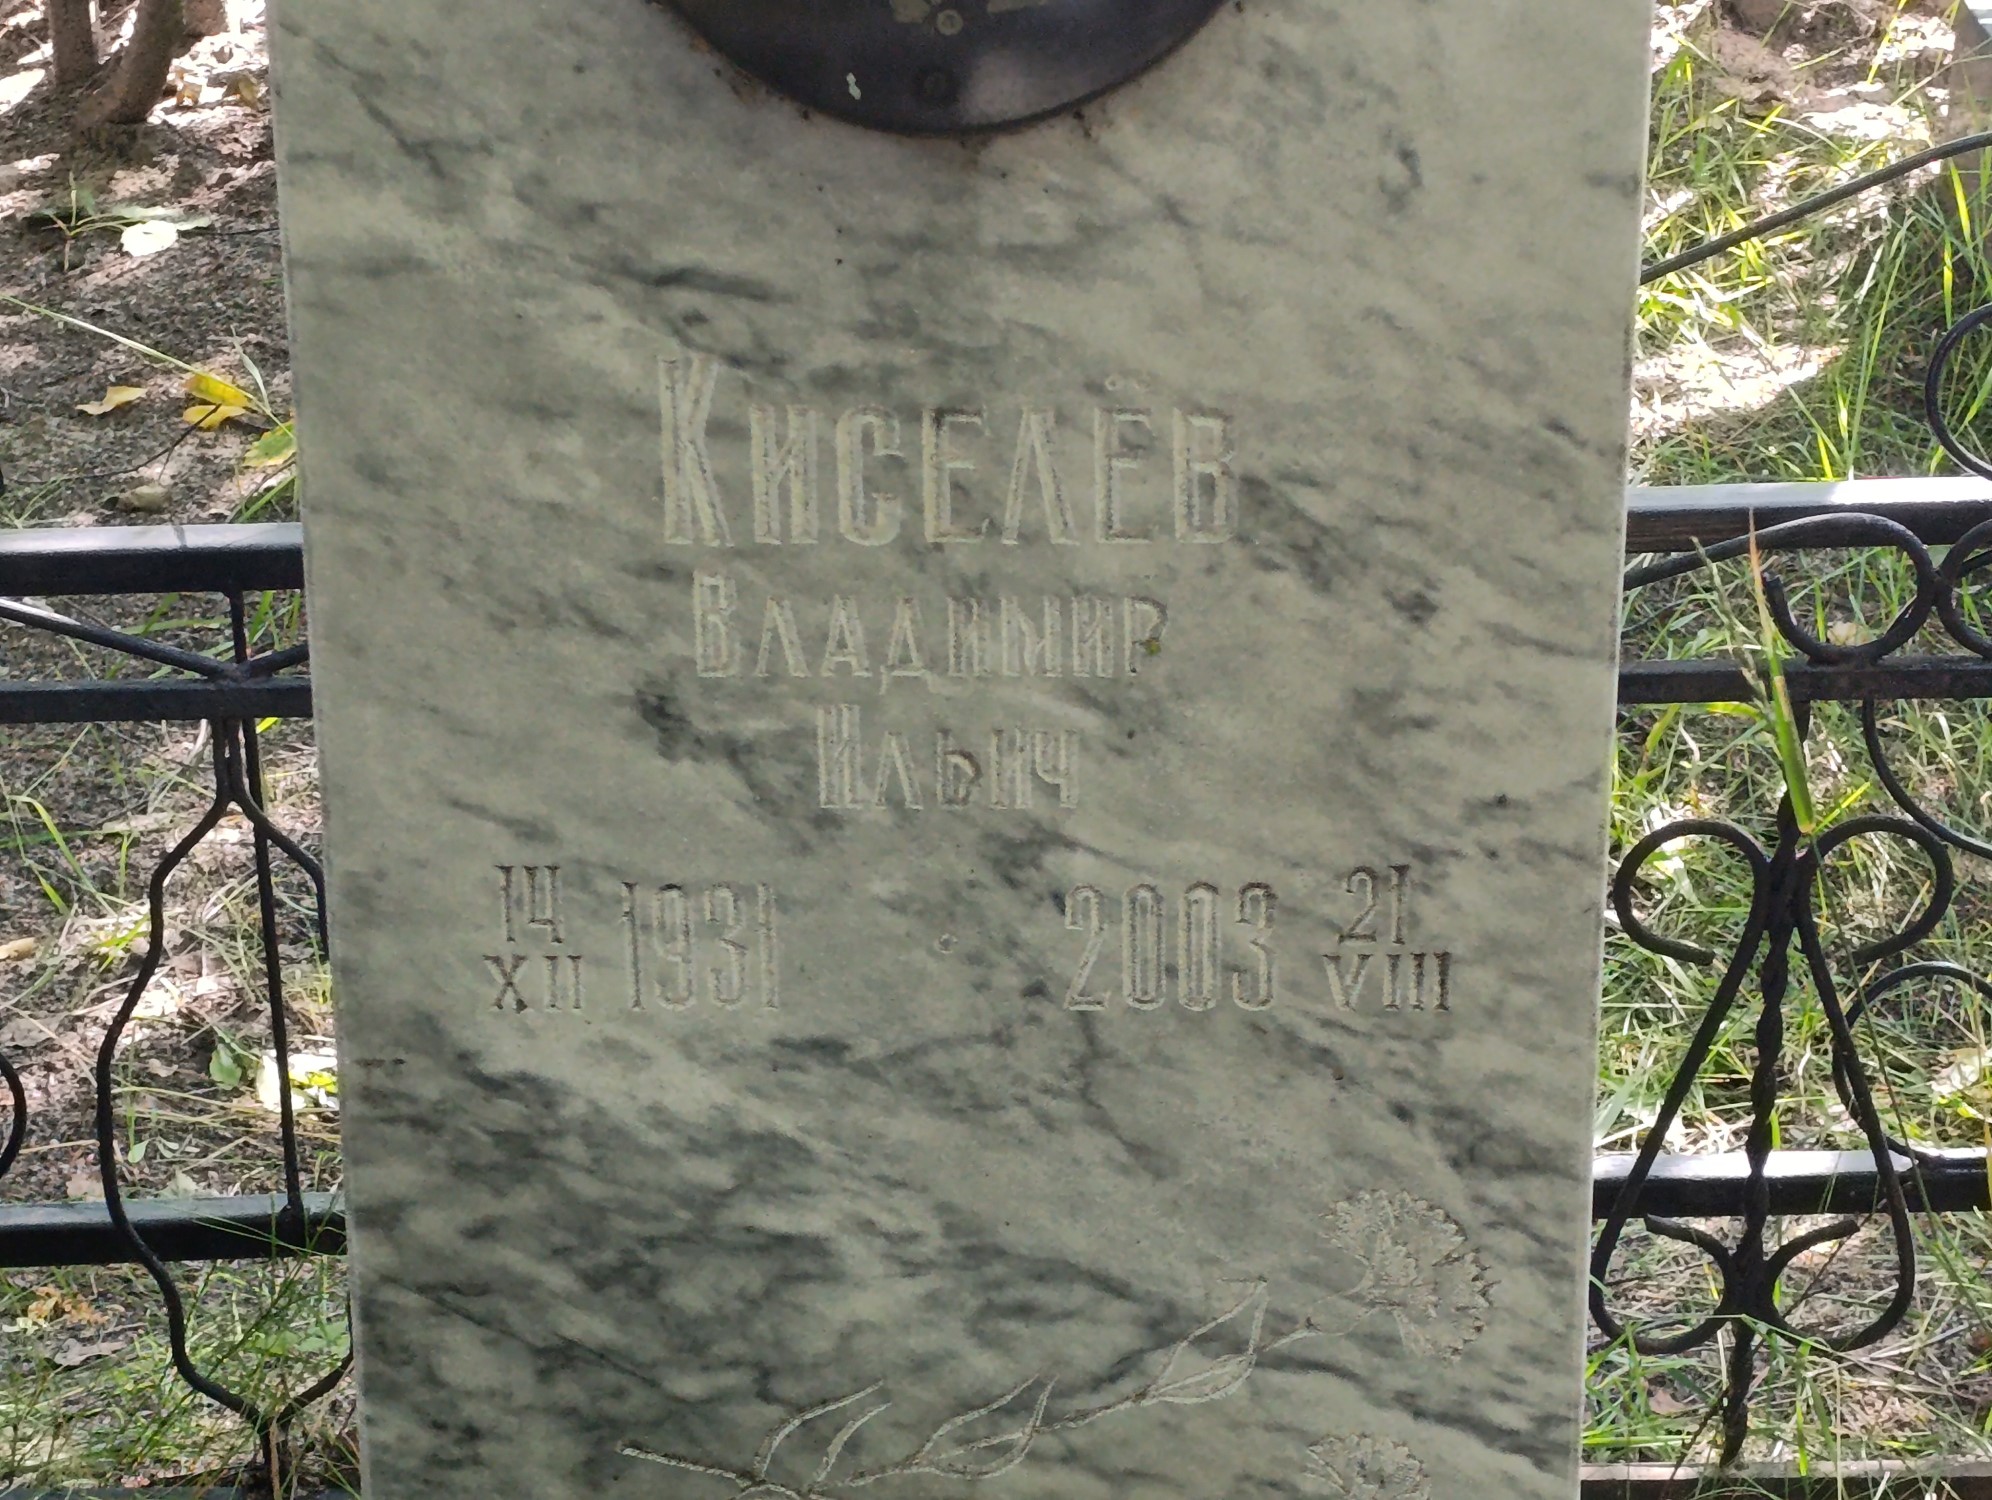 Киселёв
Владимир
Ильич
14 XII 1931 2003 21 VIII